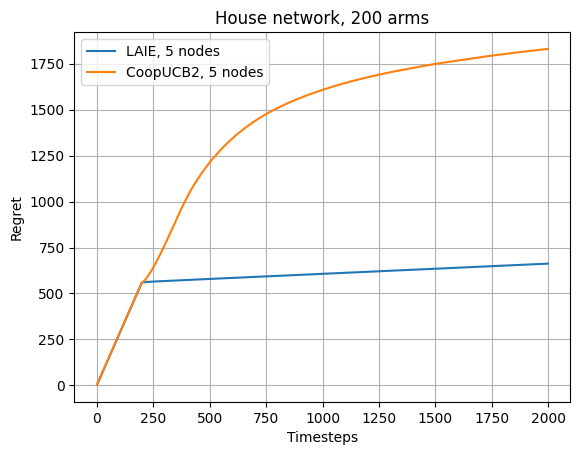 House network, 200 arms
LAIE, 5 nodes
CoopUCB2, 5 nodes
Regret
1750
1500
1250
1000
750
500
250
0
0 250 500 750 1000 1250 1500 1750 2000
Timesteps